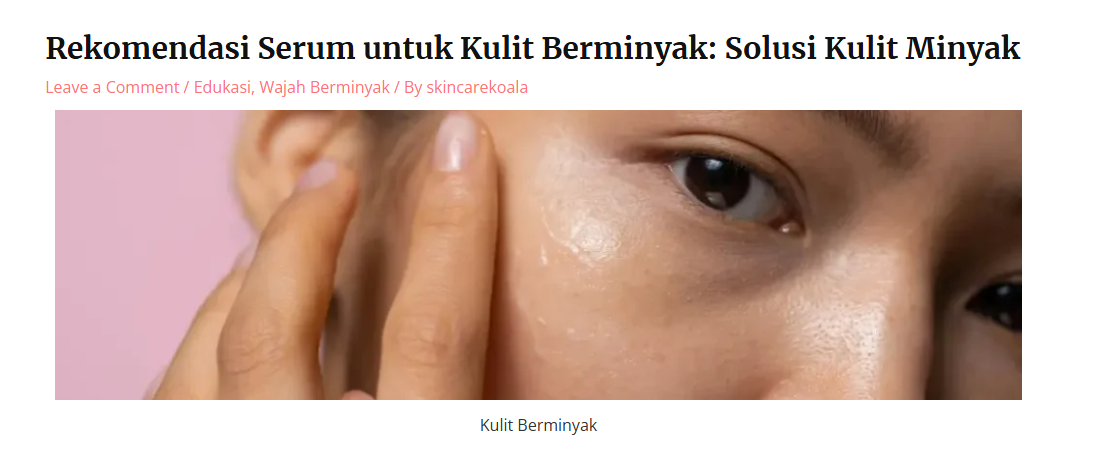 Rekomendasi Serum untuk Kulit Berminyak: Solusi Kulit Minyak
Leave a Comment / Edukasi, Wajah Berminyak / By skincarekoala
Kulit Berminyak